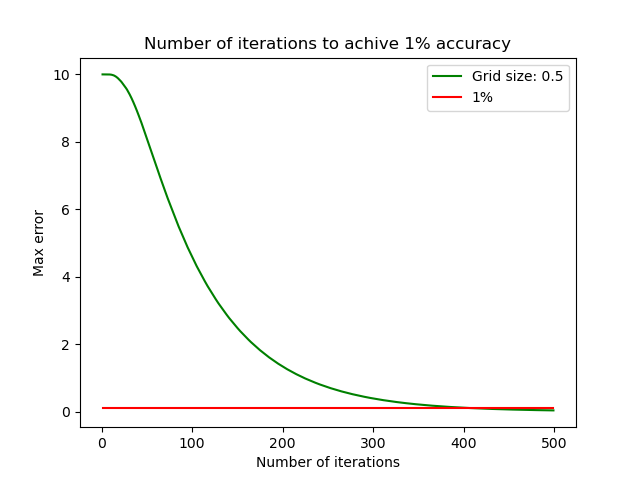 Number of iterations to achive 1% accuracy
Grid size: 0.5
1%
10
8
6
4
2
0
Max error
0 100 200 300 400 500
Number of iterations